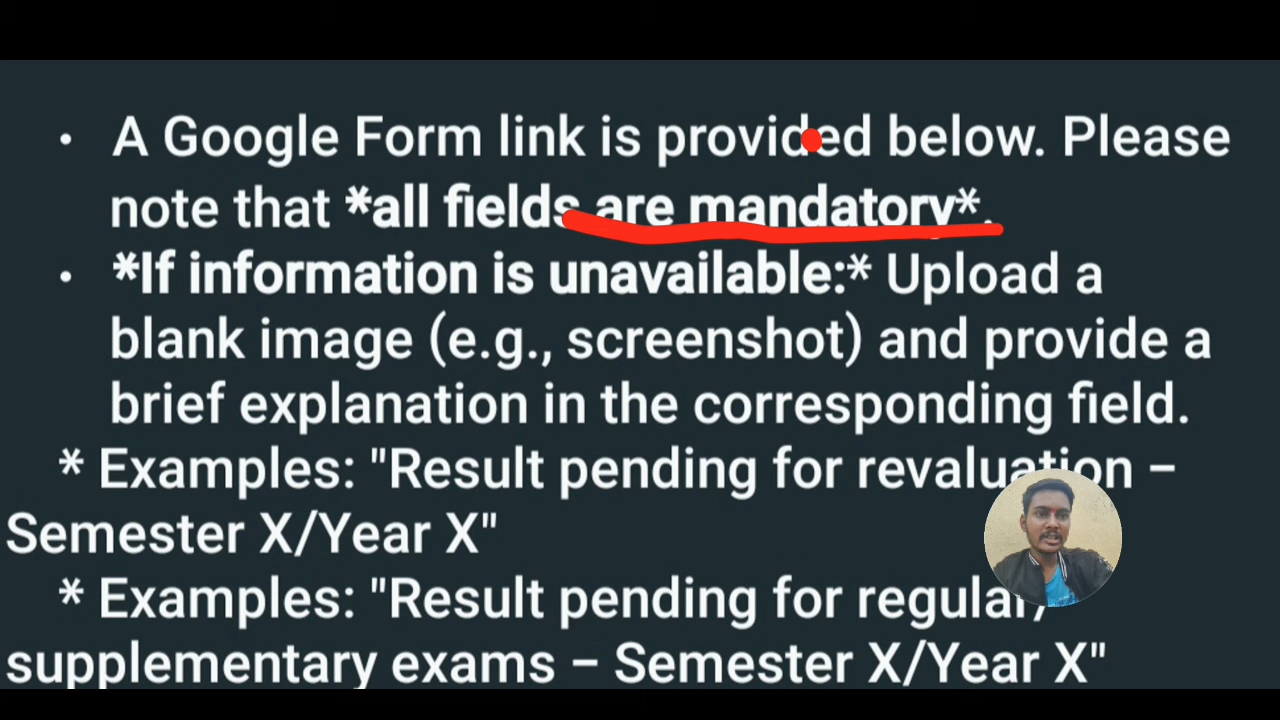 • A Google Form link is provided below. Please
note that *all fields are mandatory*.
• *If information is unavailable:* Upload a
blank image (e.g., screenshot) and provide a
brief explanation in the corresponding field.
* Examples: "Result pending for revaluation –
Semester X/Year X"
* Examples: "Result pending for regular/
supplementary exams – Semester X/Year X"